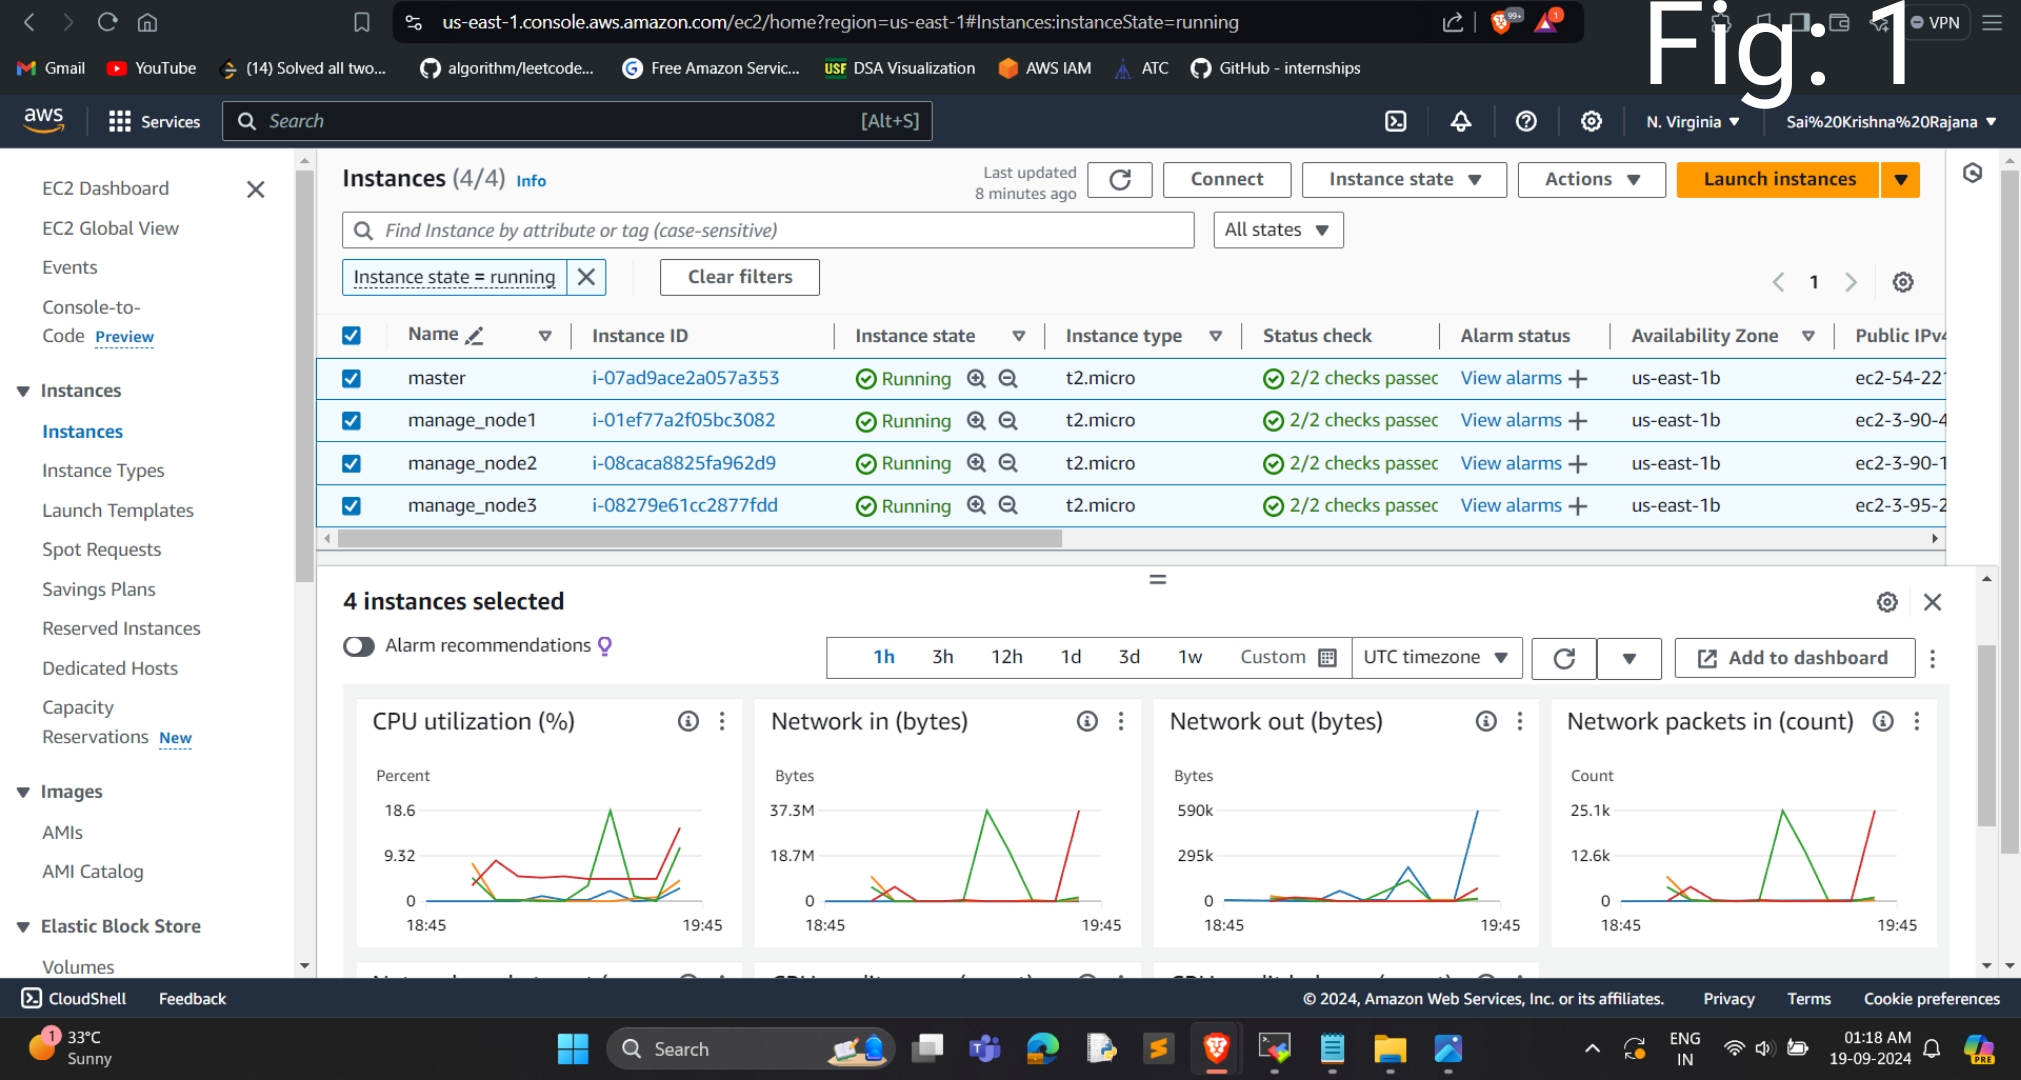 us-east-1.console.aws.amazon.com/ec2/home?region=us-east-1#Instances:instanceState=running
99+
1
VPN
Fig: 1
Gmail
YouTube
(14) Solved all two...
algorithm/leetcode...
Free Amazon Servic...
USF DSA Visualization
AWS IAM
ATC
GitHub - internships
aws
Services
Search
[Alt+S]
N. Virginia
Sai%20Krishna%20Rajana
EC2 Dashboard
EC2 Global View
Events
Console-to-
Code Preview
Instances
Instances
Instance Types
Launch Templates
Spot Requests
Savings Plans
Reserved Instances
Dedicated Hosts
Capacity
Reservations New
Images
AMIs
AMI Catalog
Elastic Block Store
Volumes
Instances (4/4) Info
Last updated
8 minutes ago
Connect
Instance state
Actions
Launch instances
Find Instance by attribute or tag (case-sensitive)
All states
Instance state = running
Clear filters
1
Name Instance ID Instance state Instance type Status check Alarm status Availability Zone Public IPv4
master i-07ad9ace2a057a353 Running t2.micro 2/2 checks passec View alarms us-east-1b ec2-54-221
manage_node1 i-01ef77a2f05bc3082 Running t2.micro 2/2 checks passec View alarms us-east-1b ec2-3-90-4
manage_node2 i-08caca8825fa962d9 Running t2.micro 2/2 checks passec View alarms us-east-1b ec2-3-90-1
manage_node3 i-08279e61cc2877fdd Running t2.micro 2/2 checks passec View alarms us-east-1b ec2-3-95-2
4 instances selected
Alarm recommendations
1h 3h 12h 1d 3d 1w Custom UTC timezone
Add to dashboard
CPU utilization (%)
Percent
18.6
9.32
0
18:45 19:45
Network in (bytes)
Bytes
37.3M
18.7M
0
18:45 19:45
Network out (bytes)
Bytes
590k
295k
0
18:45 19:45
Network packets in (count)
Count
25.1k
12.6k
0
18:45 19:45
CloudShell
Feedback
© 2024, Amazon Web Services, Inc. or its affiliates.
Privacy
Terms
Cookie preferences
1
33°C
Sunny
Search
ENG
IN
01:18 AM
19-09-2024
PRE